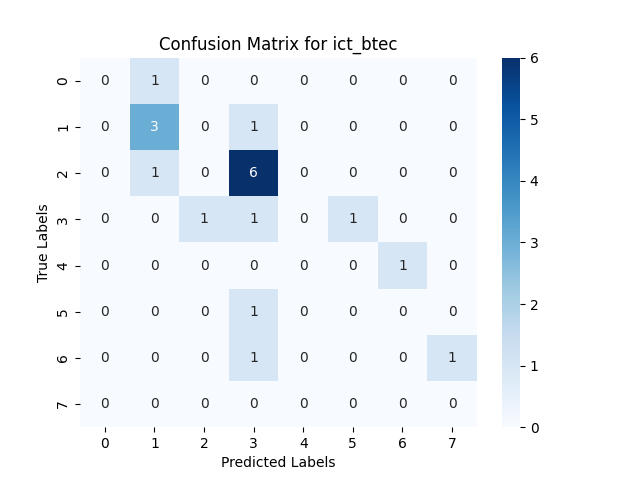 Confusion Matrix for ict_btec
0 0 1 0 0 0 0 0 0
1 0 3 0 1 0 0 0 0
2 0 1 0 6 0 0 0 0
3 0 0 1 1 0 1 0 0
4 0 0 0 0 0 0 1 0
5 0 0 0 1 0 0 0 0
6 0 0 0 1 0 0 0 1
7 0 0 0 0 0 0 0 0
0 1 2 3 4 5 6 7
True Labels
Predicted Labels
6
5
4
3
2
1
0